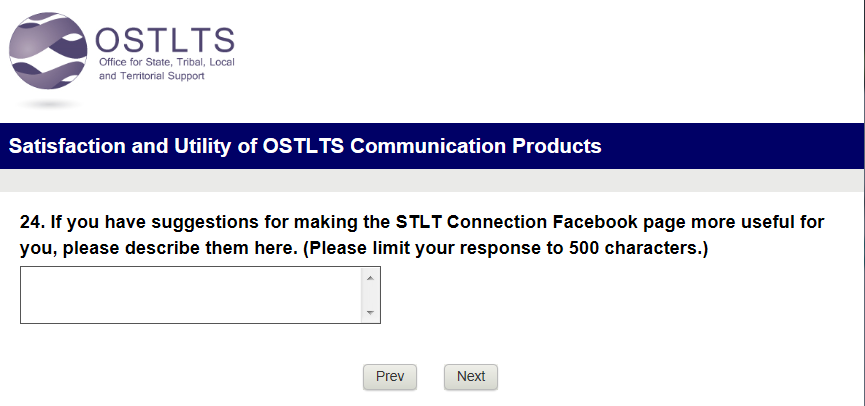 OSTLTS
Office for State, Tribal, Local
and Territorial Support
Satisfaction and Utility of OSTLTS Communication Products
24. If you have suggestions for making the STLT Connection Facebook page more useful for
you, please describe them here. (Please limit your response to 500 characters.)
Prev Next